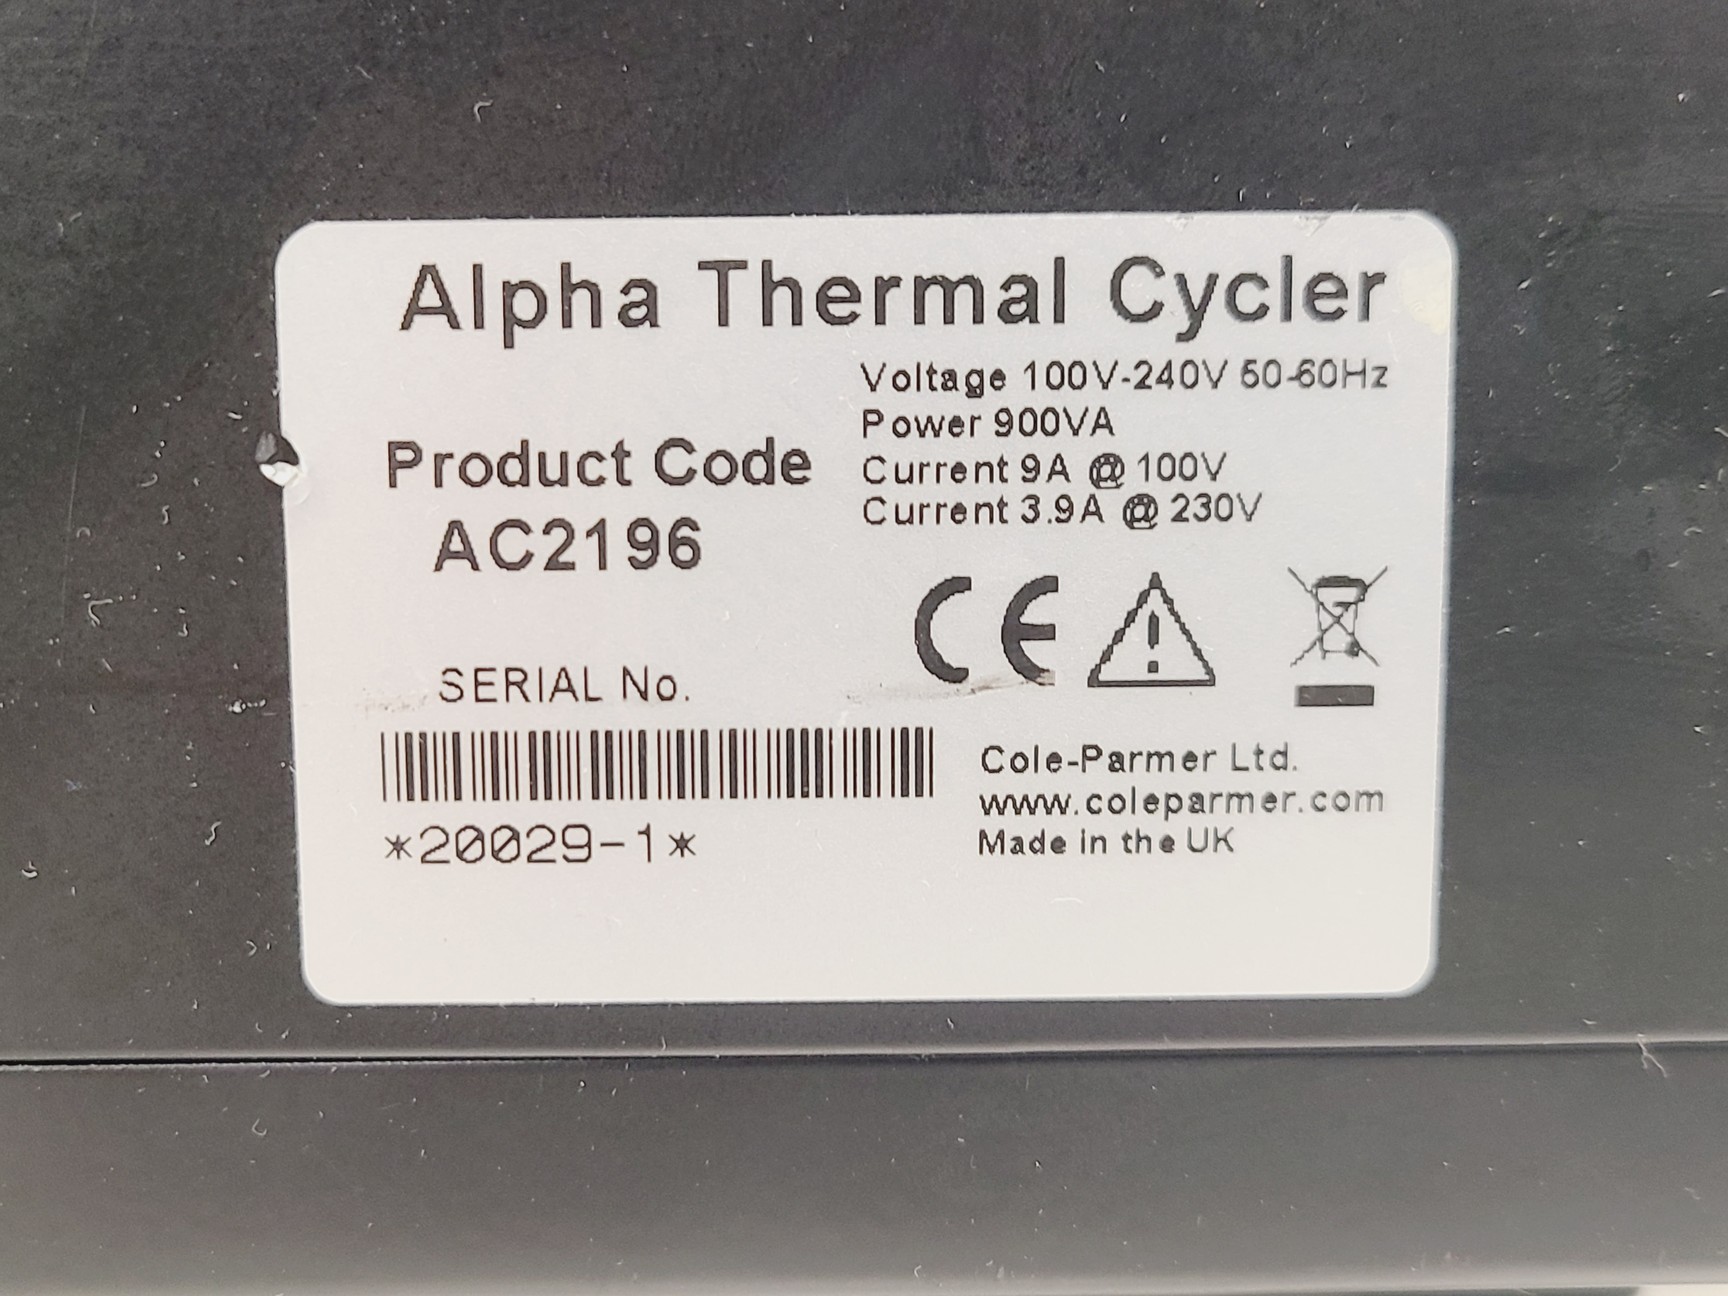 Alpha Thermal Cycler
Voltage 100V-240V 50-60Hz
Power 900VA
Current 9A @ 100V
Current 3.9A @ 230V
Product Code
AC2196
CE
SERIAL No.
*20029-1*
Cole-Parmer Ltd.
www.coleparmer.com
Made in the UK